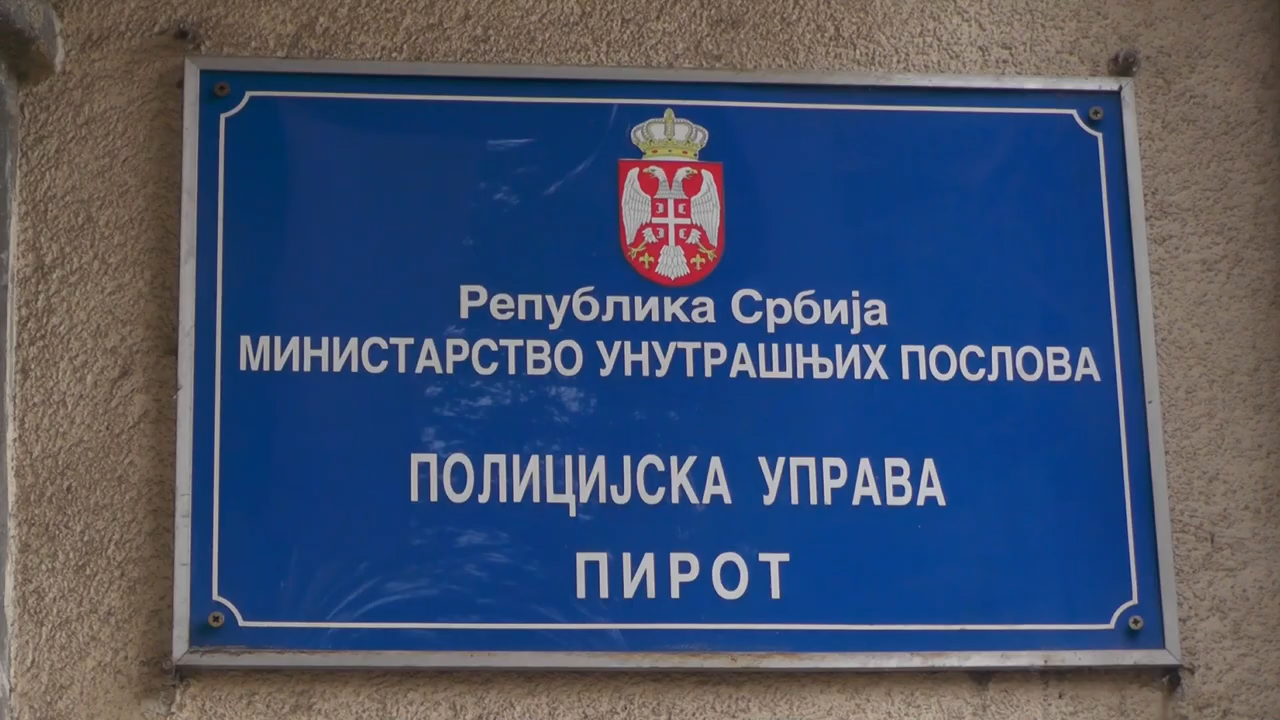 Република Србија
МИНИСТАРСТВО УНУТРАШЊИХ ПОСЛОВА
ПОЛИЦИЈСКА УПРАВА
ПИРОТ